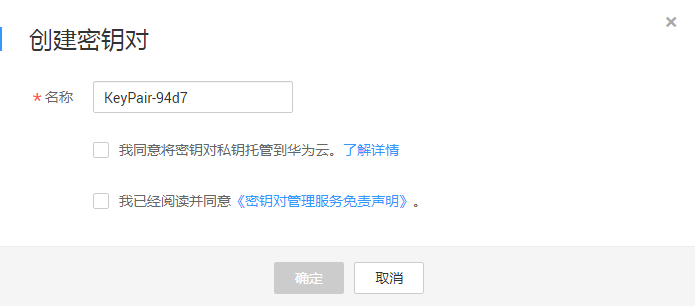 创建密钥对
* 名称 KeyPair-94d7
我同意将密钥对私钥托管到华为云。了解详情
我已经阅读并同意《密钥对管理服务免责声明》。
确定 取消